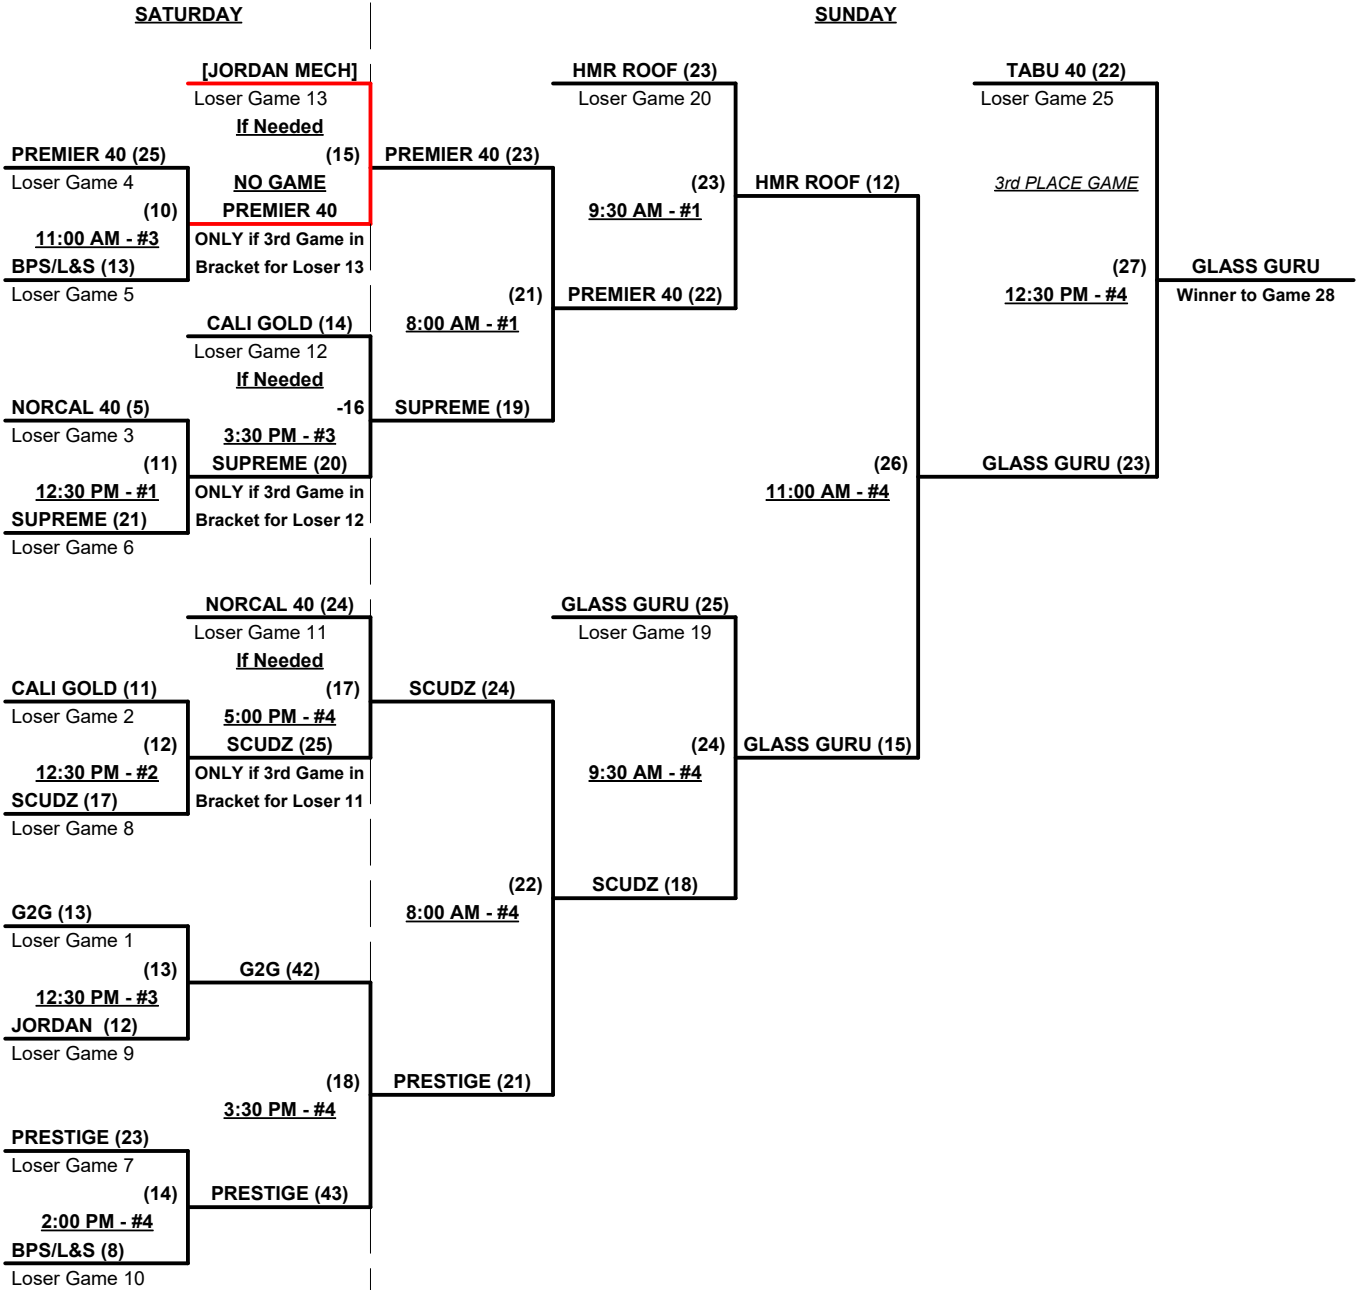 SATURDAY
SUNDAY
[JORDAN MECH]
HMR ROOF (23)
TABU 40 (22)
Loser Game 13
Loser Game 20
Loser Game 25
If Needed
PREMIER 40 (25)
(15)
PREMIER 40 (23)
Loser Game 4
NO GAME
(23)
HMR ROOF (12)
3rd PLACE GAME
(10)
PREMIER 40
9:30 AM - #1
11:00 AM - #3
ONLY if 3rd Game in
BPS/L&S (13)
Bracket for Loser 13
(27)
GLASS GURU
Loser Game 5
(21)
PREMIER 40 (22)
12:30 PM - #4
Winner to Game 28
CALI GOLD (14)
8:00 AM - #1
Loser Game 12
If Needed
NORCAL 40 (5)
-16
SUPREME (19)
Loser Game 3
3:30 PM - #3
(11)
SUPREME (20)
(26)
GLASS GURU (23)
12:30 PM - #1
ONLY if 3rd Game in
11:00 AM - #4
SUPREME (21)
Bracket for Loser 12
Loser Game 6
NORCAL 40 (24)
GLASS GURU (25)
Loser Game 11
Loser Game 19
If Needed
CALI GOLD (11)
(17)
SCUDZ (24)
Loser Game 2
5:00 PM - #4
(12)
SCUDZ (25)
(24)
GLASS GURU (15)
12:30 PM - #2
ONLY if 3rd Game in
9:30 AM - #4
SCUDZ (17)
Bracket for Loser 11
Loser Game 8
(22)
SCUDZ (18)
G2G (13)
8:00 AM - #4
Loser Game 1
(13)
G2G (42)
12:30 PM - #3
JORDAN (12)
Loser Game 9
(18)
PRESTIGE (21)
3:30 PM - #4
PRESTIGE (23)
Loser Game 7
(14)
PRESTIGE (43)
2:00 PM - #4
BPS/L&S (8)
Loser Game 10